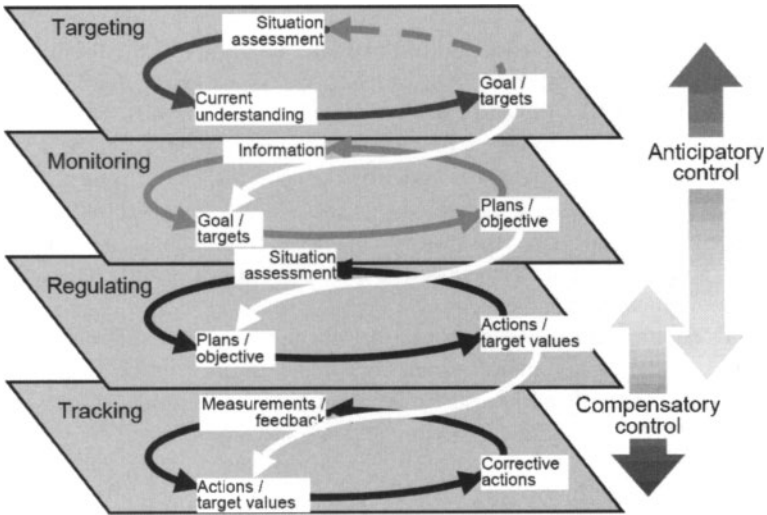 Targeting
Situation
assessment
Current
understanding
Goal /
targets
Monitoring
Information
Goal /
targets
Plans /
objective
Anticipatory
control
Regulating
Situation
assessment
Plans /
objective
Actions /
target values
Tracking
Measurements /
feedback
Actions /
target values
Corrective
actions
Compensatory
control